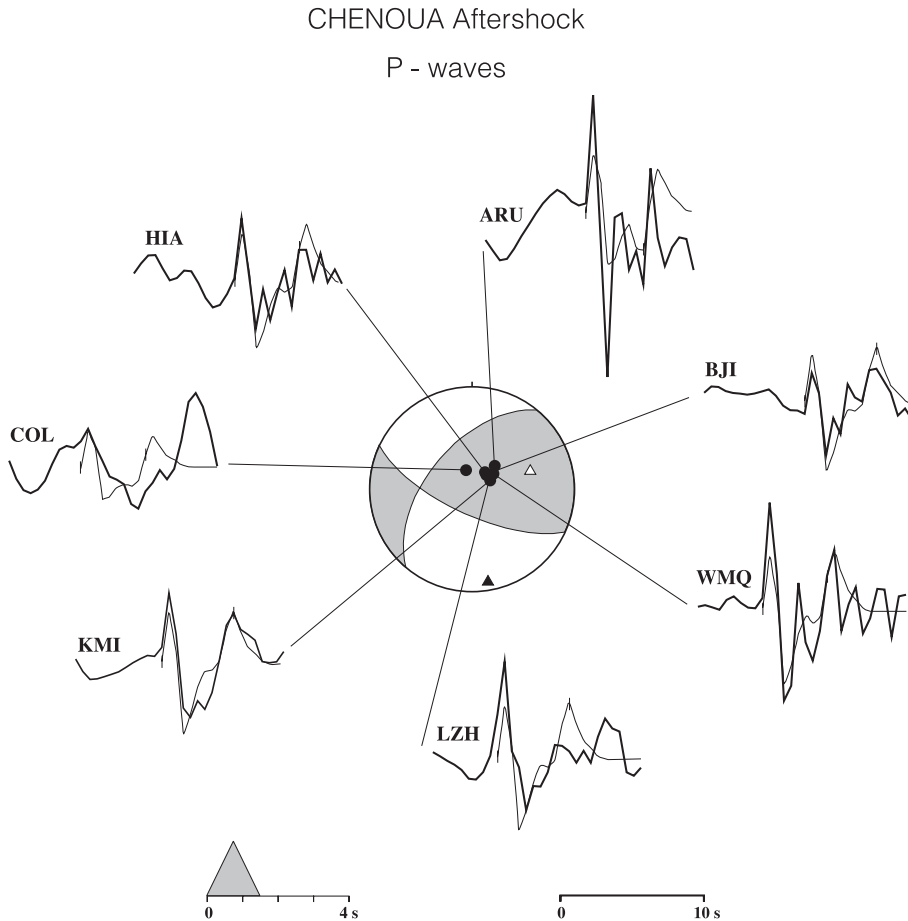 CHENOUA Aftershock
P - waves
ARU
HIA
BJI
COL
WMQ
KMI
LZH
0 4 s
0 10 s